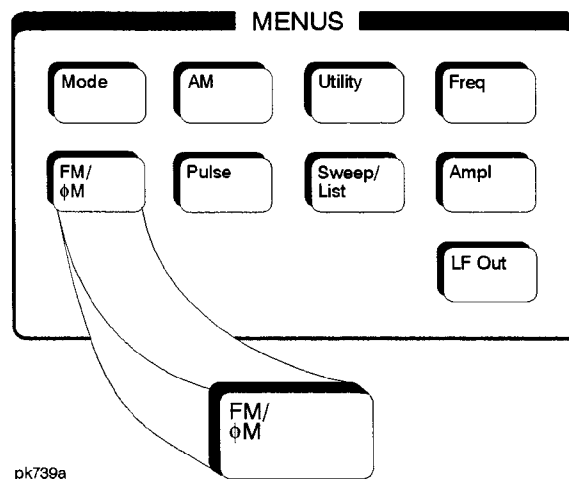 MENUS
Mode
AM
Utility
Freq
FM/
ϕM
Pulse
Sweep/
List
Ampl
LF Out
FM/
ϕM
pk739a